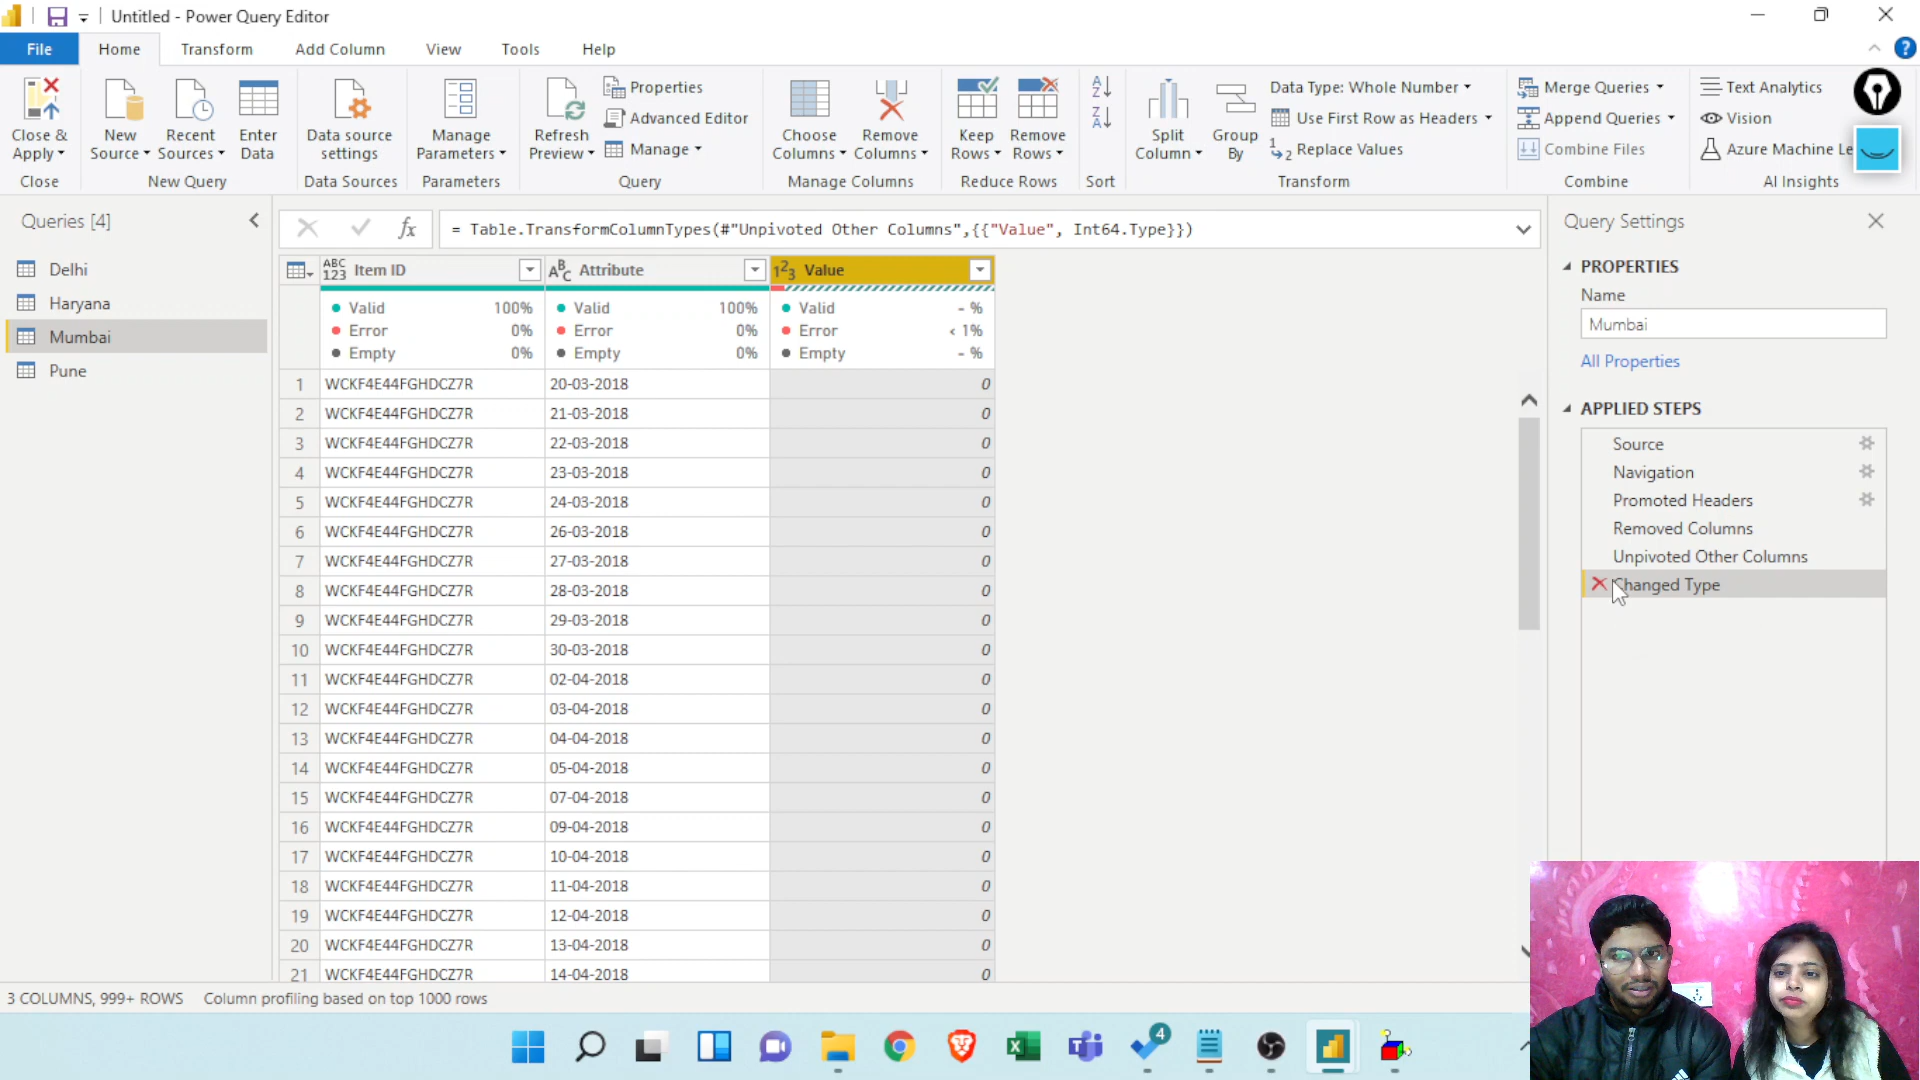 Untitled - Power Query Editor
File Home Transform Add Column View Tools Help
Close & Apply
Close
New Source
Recent Sources
Enter Data
New Query
Data source settings
Data Sources
Manage Parameters
Parameters
Refresh Preview
Properties
Advanced Editor
Manage
Query
Choose Columns
Remove Columns
Manage Columns
Keep Rows
Remove Rows
Reduce Rows
Sort
Split Column
Group By
Data Type: Whole Number
Use First Row as Headers
Replace Values
Transform
Merge Queries
Append Queries
Combine Files
Combine
Text Analytics
Vision
Azure Machine Le
AI Insights
Queries [4]
Delhi
Haryana
Mumbai
Pune
fx = Table.TransformColumnTypes(#"Unpivoted Other Columns",{{"Value", Int64.Type}})
ABC 123 Item ID ABC Attribute 123 Value
Valid 100% Valid 100% Valid - %
Error 0% Error 0% Error < 1%
Empty 0% Empty 0% Empty - %
1 WCKF4E44FGHDCZ7R 20-03-2018 0
2 WCKF4E44FGHDCZ7R 21-03-2018 0
3 WCKF4E44FGHDCZ7R 22-03-2018 0
4 WCKF4E44FGHDCZ7R 23-03-2018 0
5 WCKF4E44FGHDCZ7R 24-03-2018 0
6 WCKF4E44FGHDCZ7R 26-03-2018 0
7 WCKF4E44FGHDCZ7R 27-03-2018 0
8 WCKF4E44FGHDCZ7R 28-03-2018 0
9 WCKF4E44FGHDCZ7R 29-03-2018 0
10 WCKF4E44FGHDCZ7R 30-03-2018 0
11 WCKF4E44FGHDCZ7R 02-04-2018 0
12 WCKF4E44FGHDCZ7R 03-04-2018 0
13 WCKF4E44FGHDCZ7R 04-04-2018 0
14 WCKF4E44FGHDCZ7R 05-04-2018 0
15 WCKF4E44FGHDCZ7R 07-04-2018 0
16 WCKF4E44FGHDCZ7R 09-04-2018 0
17 WCKF4E44FGHDCZ7R 10-04-2018 0
18 WCKF4E44FGHDCZ7R 11-04-2018 0
19 WCKF4E44FGHDCZ7R 12-04-2018 0
20 WCKF4E44FGHDCZ7R 13-04-2018 0
21 WCKF4E44FGHDCZ7R 14-04-2018 0
Query Settings
PROPERTIES
Name
Mumbai
All Properties
APPLIED STEPS
Source
Navigation
Promoted Headers
Removed Columns
Unpivoted Other Columns
Changed Type
3 COLUMNS, 999+ ROWS Column profiling based on top 1000 rows
4